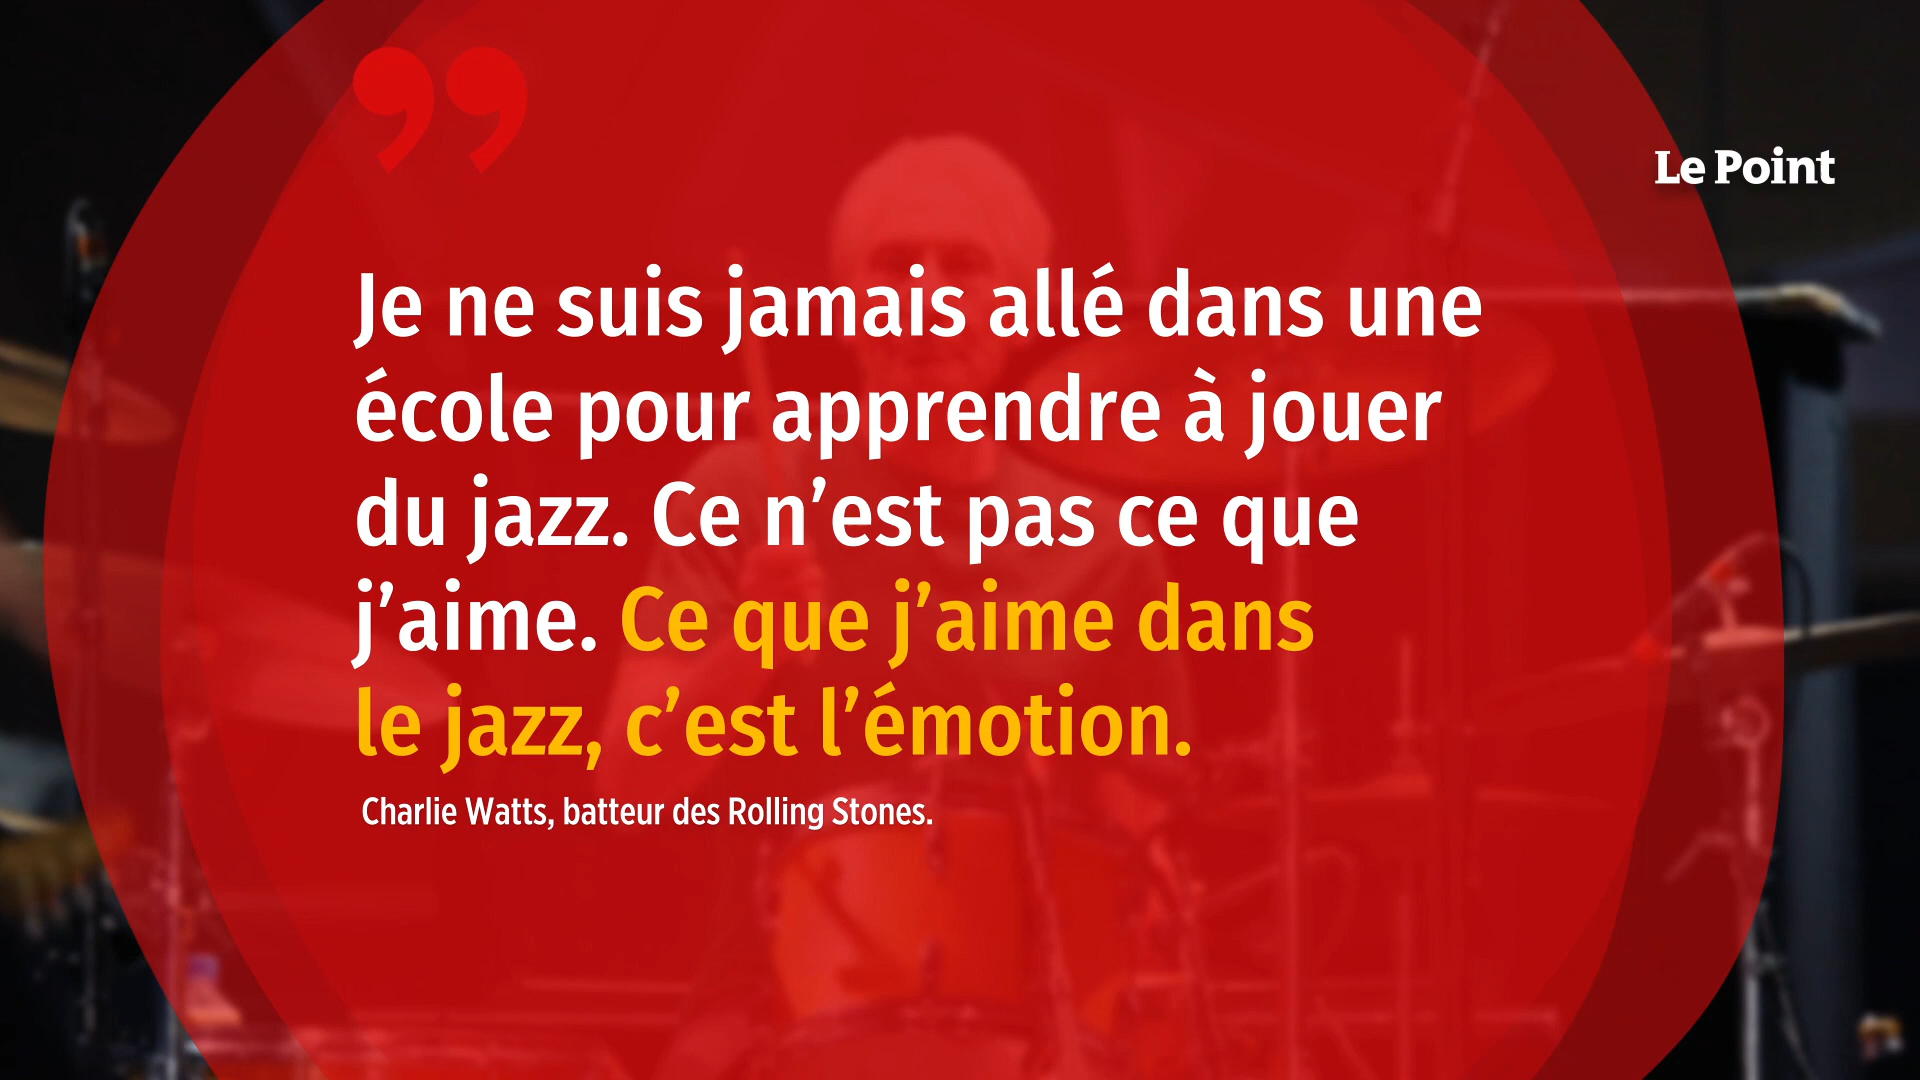 ”
Le Point
Je ne suis jamais allé dans une
école pour apprendre à jouer
du jazz. Ce n’est pas ce que
j’aime. Ce que j’aime dans
le jazz, c’est l’émotion.
Charlie Watts, batteur des Rolling Stones.